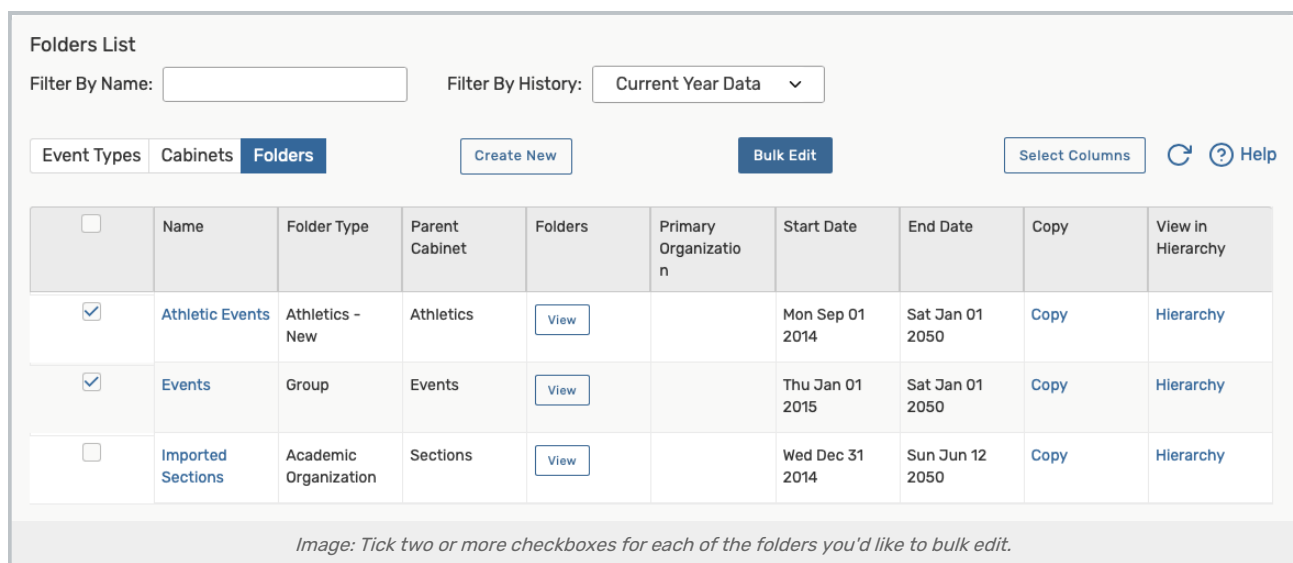 Folders List
Filter By Name:
Filter By History: Current Year Data
Event Types Cabinets Folders Create New Bulk Edit Select Columns Help
Name Folder Type Parent Cabinet Folders Primary Organizatio n Start Date End Date Copy View in Hierarchy
Athletic Events Athletics - New Athletics View Mon Sep 01 2014 Sat Jan 01 2050 Copy Hierarchy
Events Group Events View Thu Jan 01 2015 Sat Jan 01 2050 Copy Hierarchy
Imported Sections Academic Organization Sections View Wed Dec 31 2014 Sun Jun 12 2050 Copy Hierarchy
Image: Tick two or more checkboxes for each of the folders you'd like to bulk edit.